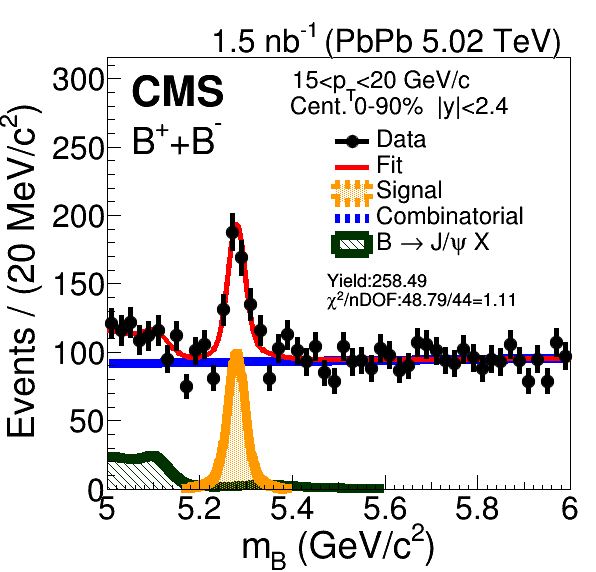 1.5 nb⁻¹ (PbPb 5.02 TeV)
CMS
B⁺+B⁻
15<p_T<20 GeV/c
Cent. 0-90% |y|<2.4
Data
Fit
Signal
Combinatorial
B → J/ψ X
Yield:258.49
χ²/nDOF:48.79/44=1.11
Events / (20 MeV/c²)
300
250
200
150
100
50
0
5 5.2 5.4 5.6 5.8 6
m_B (GeV/c²)